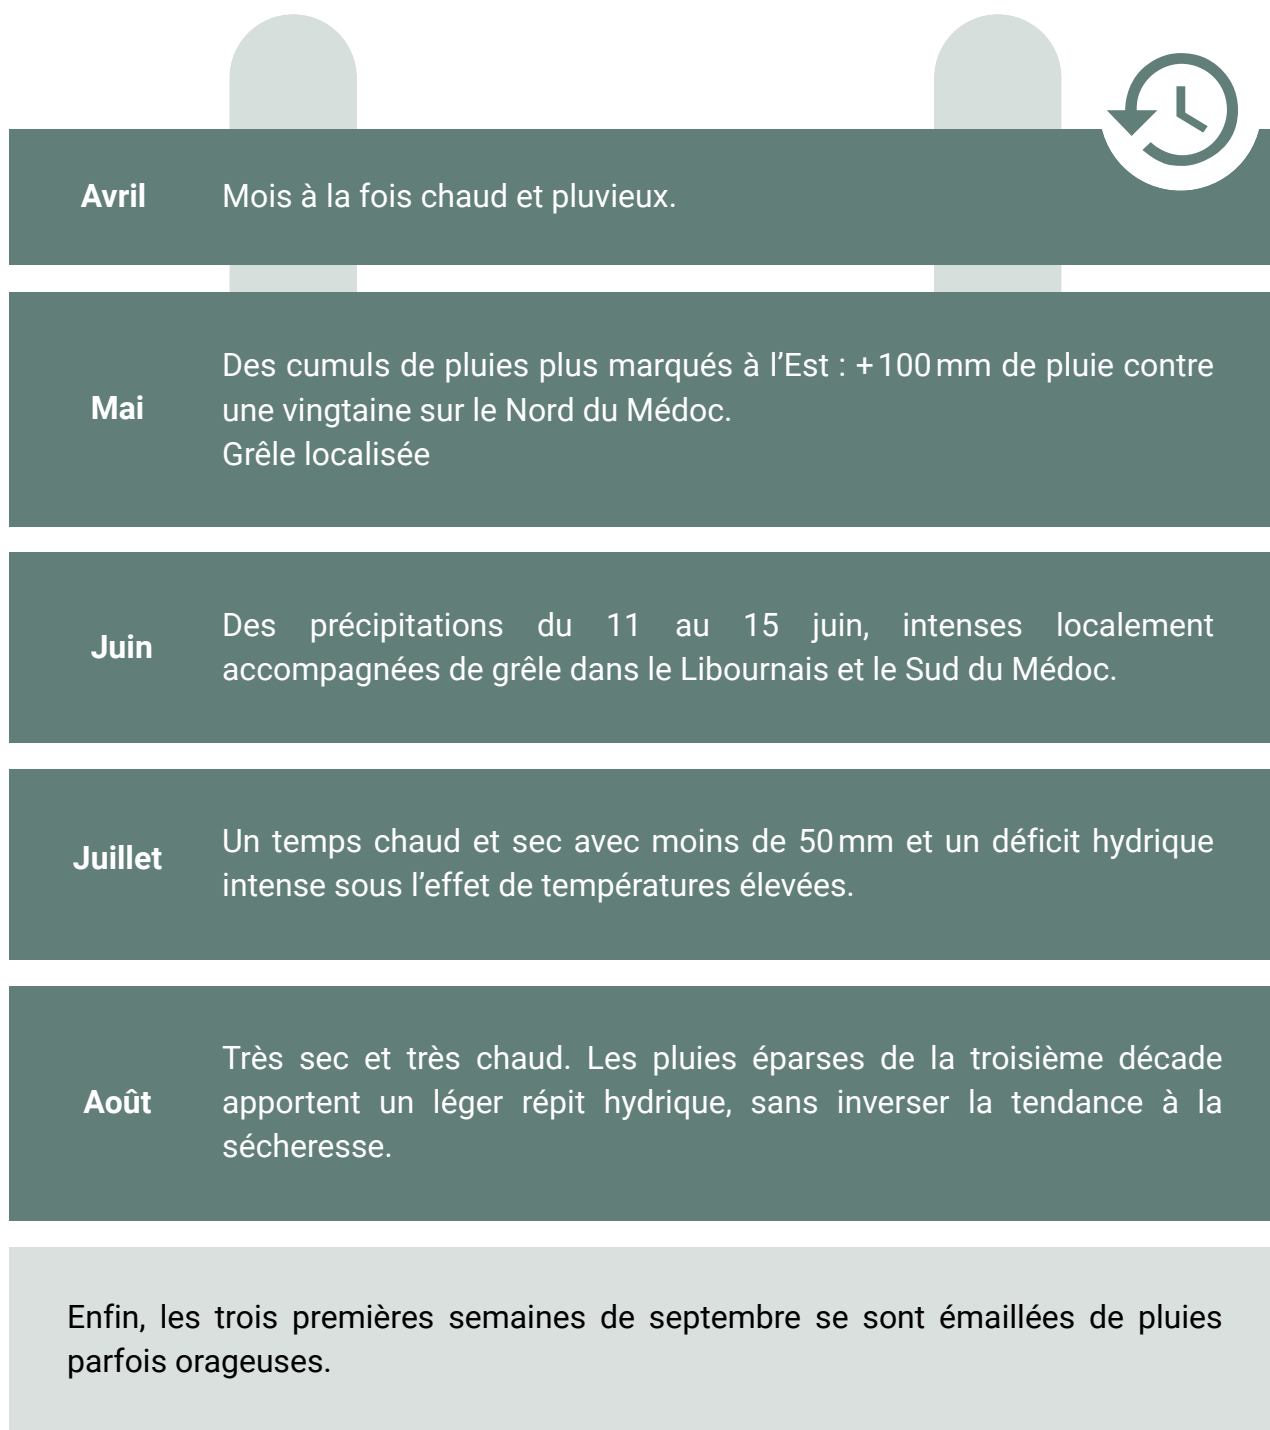 Avril
Mois à la fois chaud et pluvieux.
Mai
Des cumuls de pluies plus marqués à l’Est : + 100 mm de pluie contre
une vingtaine sur le Nord du Médoc.
Grêle localisée
Juin
Des précipitations du 11 au 15 juin, intenses localement
accompagnées de grêle dans le Libournais et le Sud du Médoc.
Juillet
Un temps chaud et sec avec moins de 50 mm et un déficit hydrique
intense sous l’effet de températures élevées.
Août
Très sec et très chaud. Les pluies éparses de la troisième décade
apportent un léger répit hydrique, sans inverser la tendance à la
sécheresse.
Enfin, les trois premières semaines de septembre se sont émaillées de pluies
parfois orageuses.